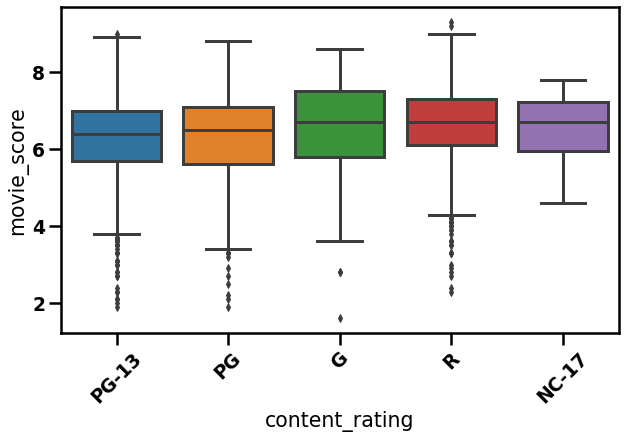 movie_score
8
6
4
2
PG-13
PG
G
R
NC-17
content_rating